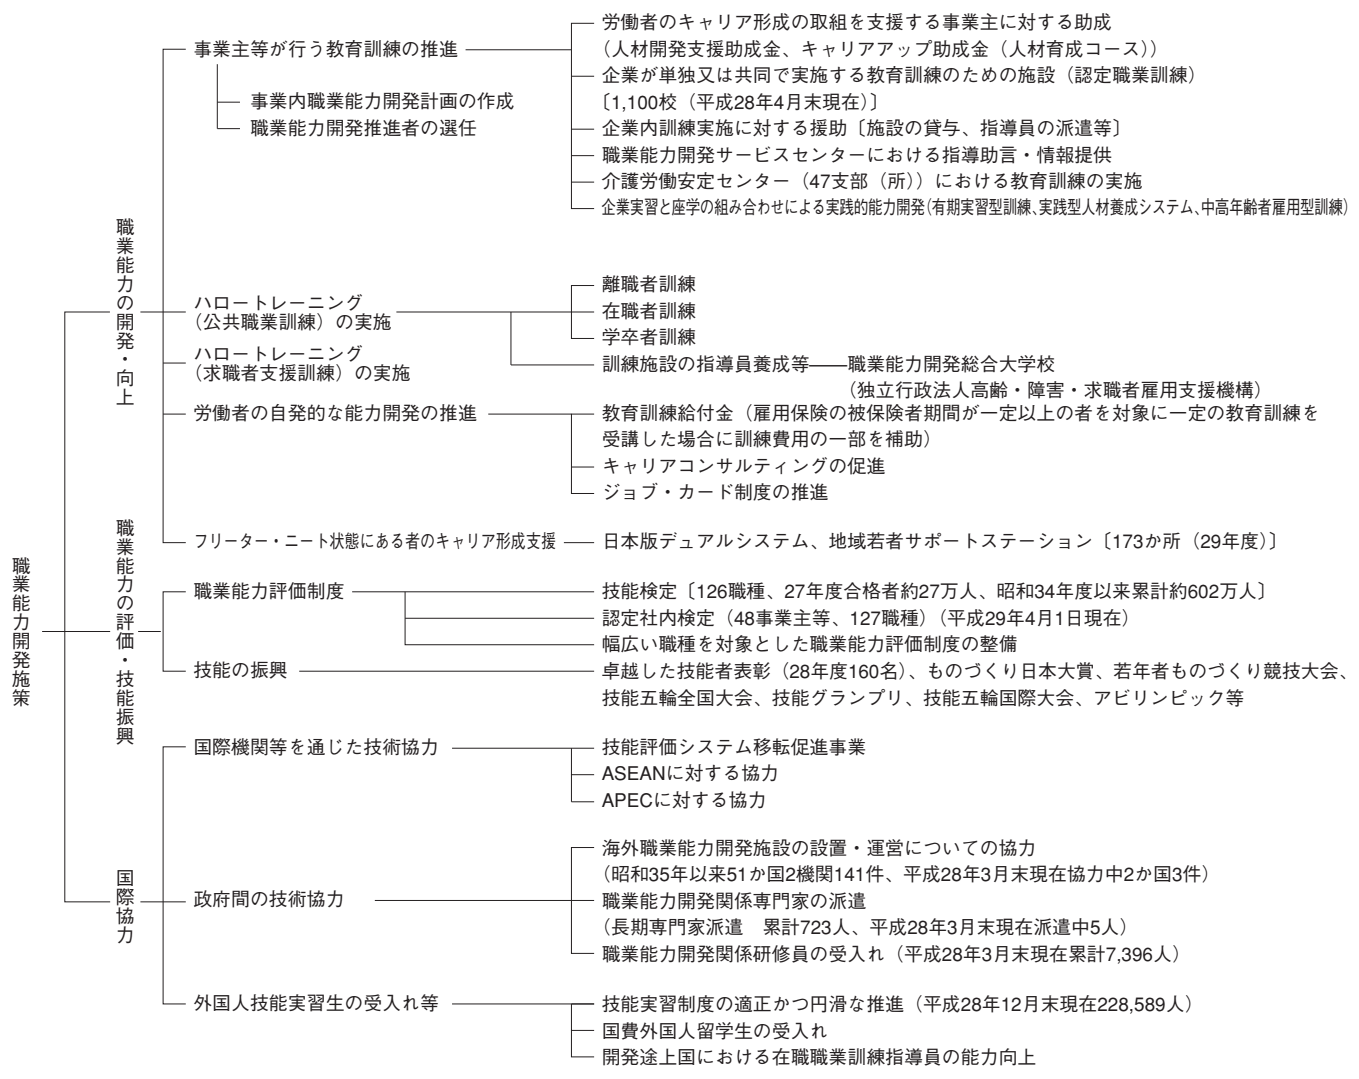 職業能力開発施策
職業能力の開発・向上
事業主等が行う教育訓練の推進
事業内職業能力開発計画の作成
職業能力開発推進者の選任
労働者のキャリア形成の取組を支援する事業主に対する助成
（人材開発支援助成金、キャリアアップ助成金（人材育成コース））
企業が単独又は共同で実施する教育訓練のための施設（認定職業訓練）
〔1,100校（平成28年4月末現在）〕
企業内訓練実施に対する援助〔施設の貸与、指導員の派遣等〕
職業能力開発サービスセンターにおける指導助言・情報提供
介護労働安定センター（47支部（所））における教育訓練の実施
企業実習と座学の組み合わせによる実践的能力開発（有期実習型訓練、実践型人材養成システム、中高年齢者雇用型訓練）
ハロートレーニング
（公共職業訓練）の実施
離職者訓練
在職者訓練
学卒者訓練
訓練施設の指導員養成等――職業能力開発総合大学校
（独立行政法人高齢・障害・求職者雇用支援機構）
ハロートレーニング
（求職者支援訓練）の実施
労働者の自発的な能力開発の推進
教育訓練給付金（雇用保険の被保険者期間が一定以上の者を対象に一定の教育訓練を
受講した場合に訓練費用の一部を補助）
キャリアコンサルティングの促進
ジョブ・カード制度の推進
フリーター・ニート状態にある者のキャリア形成支援
日本版デュアルシステム、地域若者サポートステーション〔173か所（29年度）〕
職業能力の評価・技能振興
職業能力評価制度
技能検定〔126職種、27年度合格者約27万人、昭和34年度以来累計約602万人〕
認定社内検定（48事業主等、127職種）（平成29年4月1日現在）
幅広い職種を対象とした職業能力評価制度の整備
技能の振興
卓越した技能者表彰（28年度160名）、ものづくり日本大賞、若年者ものづくり競技大会、
技能五輪全国大会、技能グランプリ、技能五輪国際大会、アビリンピック等
国際協力
国際機関等を通じた技術協力
技能評価システム移転促進事業
ASEANに対する協力
APECに対する協力
政府間の技術協力
海外職業能力開発施設の設置・運営についての協力
（昭和35年以来51か国2機関141件、平成28年3月末現在協力中2か国3件）
職業能力開発関係専門家の派遣
（長期専門家派遣　累計723人、平成28年3月末現在派遣中5人）
職業能力開発関係研修員の受入れ（平成28年3月末現在累計7,396人）
外国人技能実習生の受入れ等
技能実習制度の適正かつ円滑な推進（平成28年12月末現在228,589人）
国費外国人留学生の受入れ
開発途上国における在職職業訓練指導員の能力向上